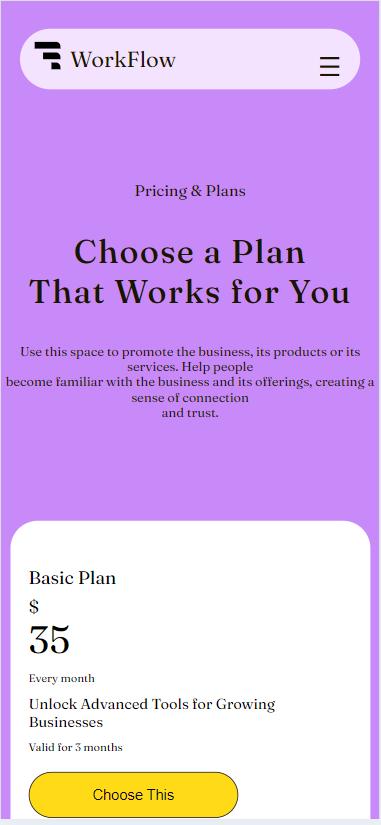 WorkFlow
Pricing & Plans
Choose a Plan
That Works for You
Use this space to promote the business, its products or its
services. Help people
become familiar with the business and its offerings, creating a
sense of connection
and trust.
Basic Plan
$
35
Every month
Unlock Advanced Tools for Growing
Businesses
Valid for 3 months
Choose This